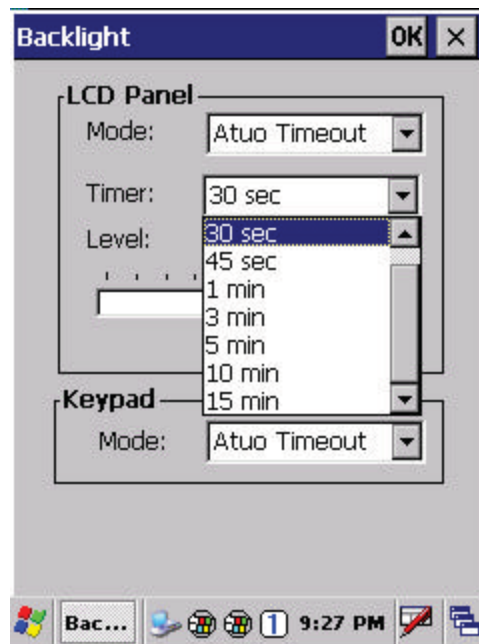 Backlight OK ×
LCD Panel
Mode: Atuo Timeout
Timer: 30 sec
Level: 30 sec
45 sec
1 min
3 min
5 min
10 min
15 min
Keypad
Mode: Atuo Timeout
Bac... 1 9:27 PM